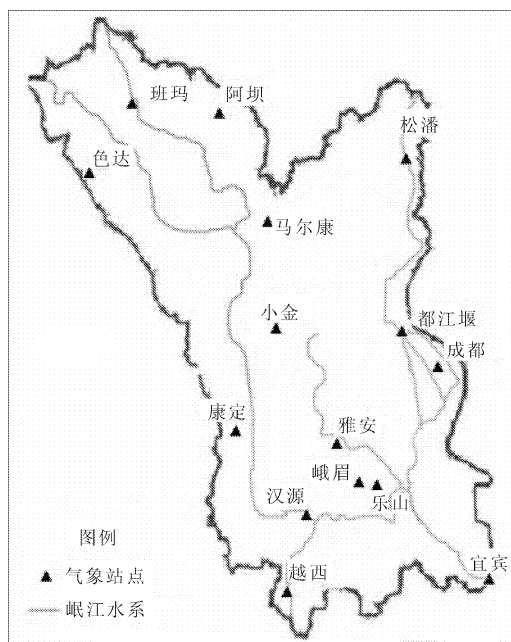 班玛
阿坝
松潘
色达
马尔康
小金
都江堰
成都
康定
雅安
峨眉
乐山
汉源
宜宾
越西
图例
气象站点
岷江水系